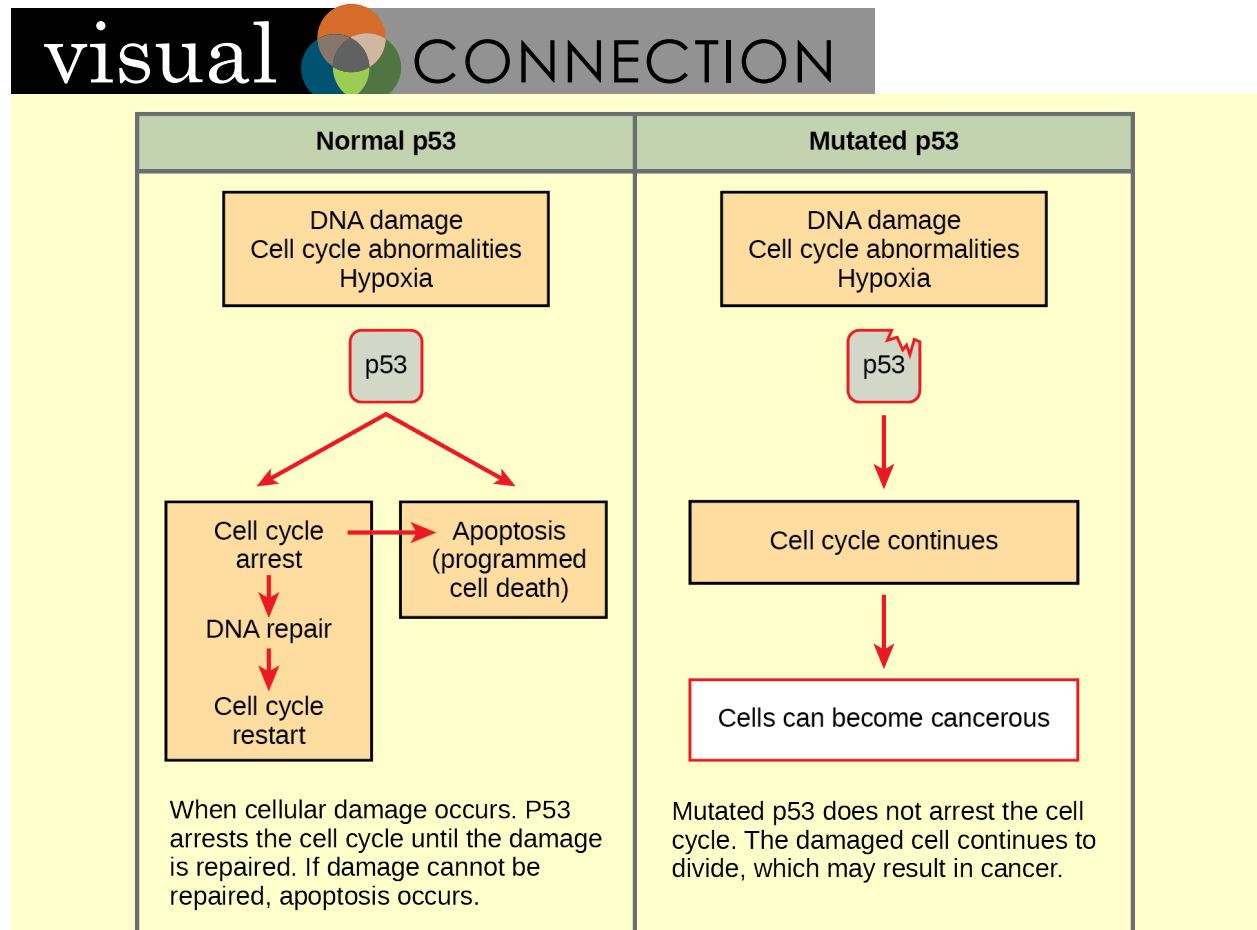 visual CONNECTION
Normal p53
DNA damage
Cell cycle abnormalities
Hypoxia
p53
Cell cycle
arrest
DNA repair
Cell cycle
restart
Apoptosis
(programmed
cell death)
When cellular damage occurs. P53
arrests the cell cycle until the damage
is repaired. If damage cannot be
repaired, apoptosis occurs.
Mutated p53
DNA damage
Cell cycle abnormalities
Hypoxia
p53
Cell cycle continues
Cells can become cancerous
Mutated p53 does not arrest the cell
cycle. The damaged cell continues to
divide, which may result in cancer.